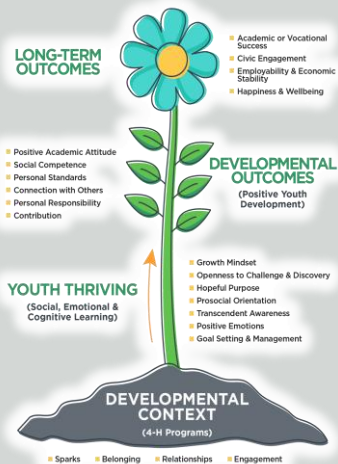 LONG-TERM
OUTCOMES
Academic or Vocational
Success
Civic Engagement
Employability & Economic
Stability
Happiness & Wellbeing
Positive Academic Attitude
Social Competence
Personal Standards
Connection with Others
Personal Responsibility
Contribution
DEVELOPMENTAL
OUTCOMES
(Positive Youth
Development)
YOUTH THRIVING
(Social, Emotional &
Cognitive Learning)
Growth Mindset
Openness to Challenge & Discovery
Hopeful Purpose
Prosocial Orientation
Transcendent Awareness
Positive Emotions
Goal Setting & Management
DEVELOPMENTAL
CONTEXT
(4-H Programs)
Sparks Belonging Relationships Engagement